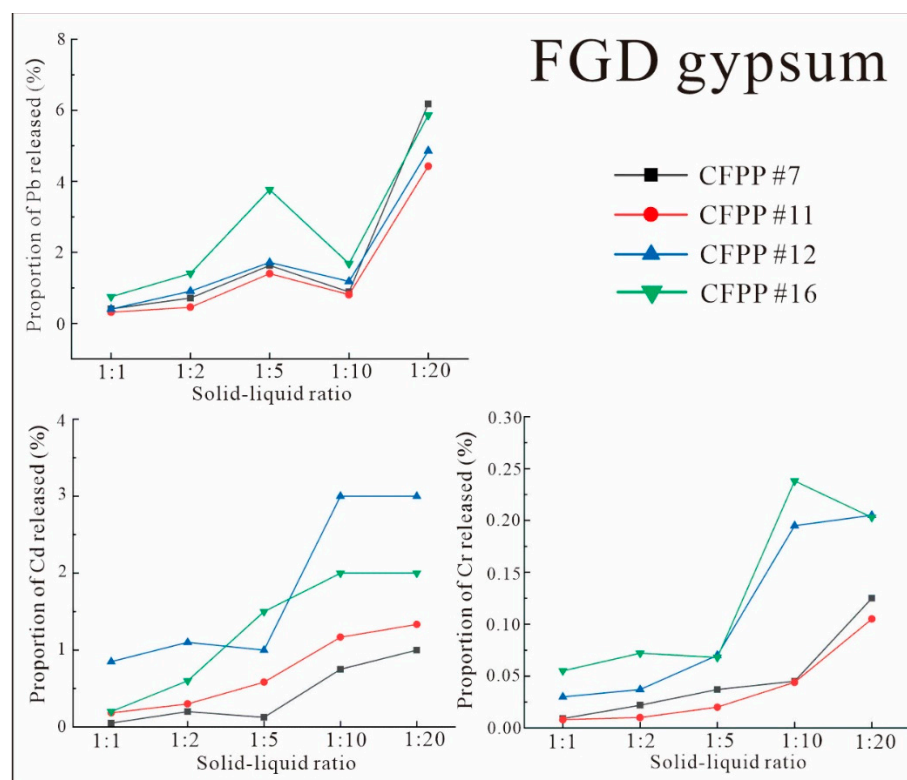 FGD gypsum
CFPP #7
CFPP #11
CFPP #12
CFPP #16
Proportion of Pb released (%)
8
6
4
2
0
1:1 1:2 1:5 1:10 1:20
Solid-liquid ratio
Proportion of Cd released (%)
4
3
2
1
0
1:1 1:2 1:5 1:10 1:20
Solid-liquid ratio
Proportion of Cr released (%)
0.30
0.25
0.20
0.15
0.10
0.05
0.00
1:1 1:2 1:5 1:10 1:20
Solid-liquid ratio